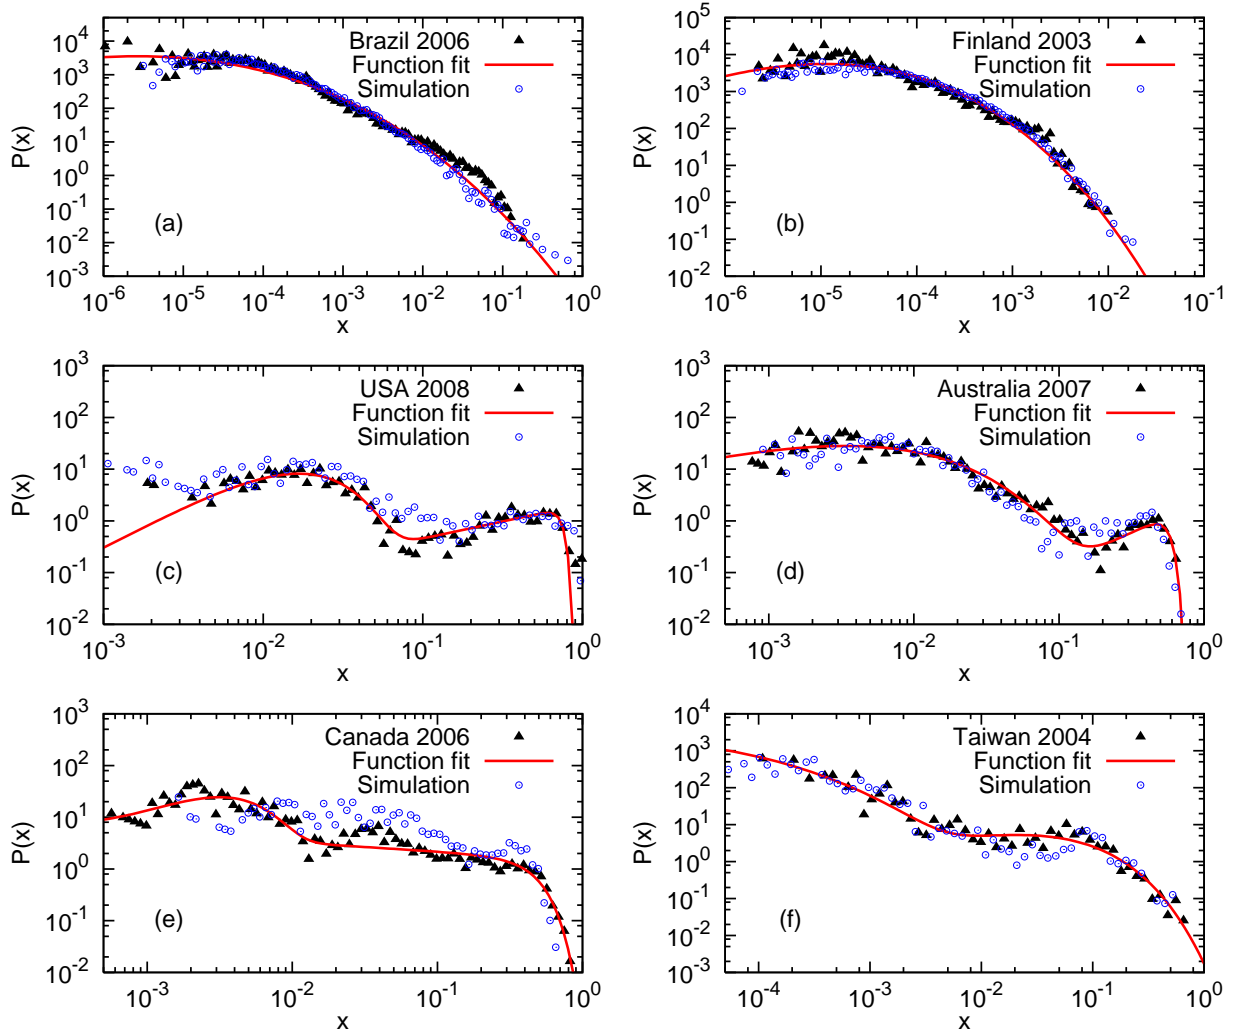 Brazil 2006
Function fit
Simulation
P(x)
10^4
10^3
10^2
10^1
10^0
10^-1
10^-2
10^-3
(a)
10^-6 10^-5 10^-4 10^-3 10^-2 10^-1 10^0
x
Finland 2003
Function fit
Simulation
P(x)
10^5
10^4
10^3
10^2
10^1
10^0
10^-1
10^-2
(b)
10^-6 10^-5 10^-4 10^-3 10^-2 10^-1
x
USA 2008
Function fit
Simulation
P(x)
10^3
10^2
10^1
10^0
10^-1
10^-2
(c)
10^-3 10^-2 10^-1 10^0
x
Australia 2007
Function fit
Simulation
P(x)
10^3
10^2
10^1
10^0
10^-1
10^-2
(d)
10^-3 10^-2 10^-1 10^0
x
Canada 2006
Function fit
Simulation
P(x)
10^3
10^2
10^1
10^0
10^-1
10^-2
(e)
10^-3 10^-2 10^-1 10^0
x
Taiwan 2004
Function fit
Simulation
P(x)
10^4
10^3
10^2
10^1
10^0
10^-1
10^-2
10^-3
(f)
10^-4 10^-3 10^-2 10^-1 10^0
x